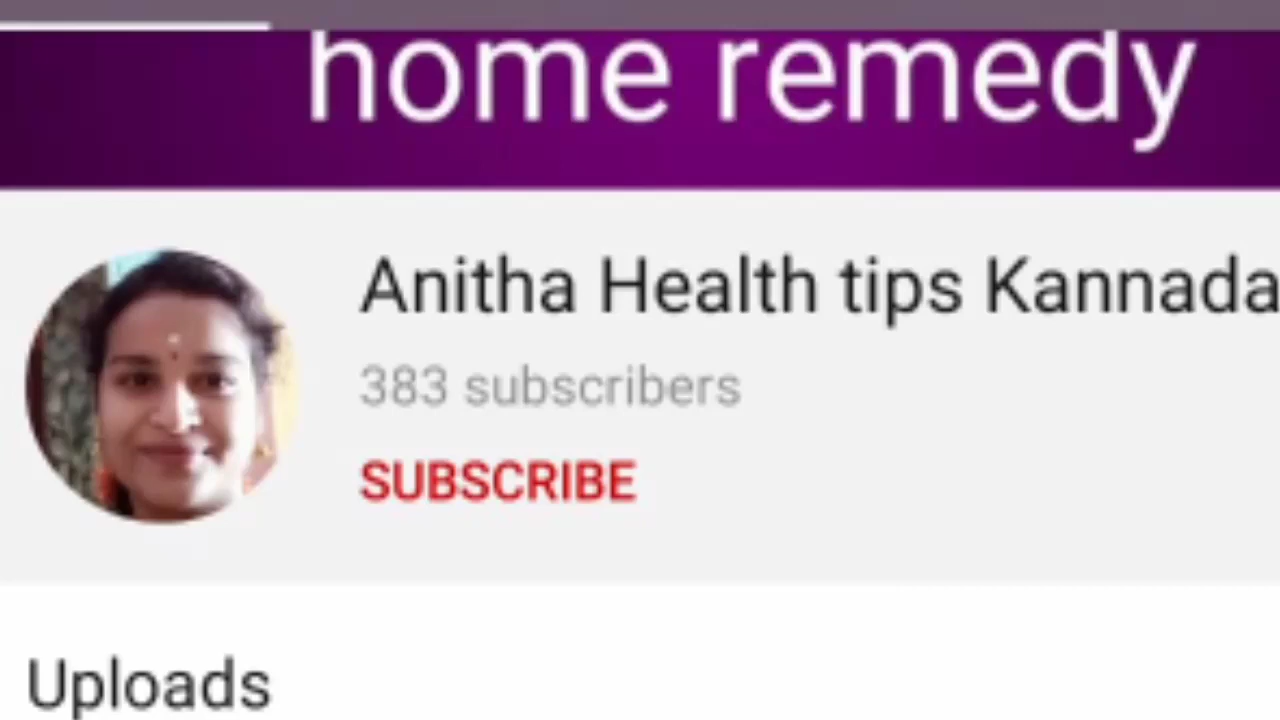 home remedy
Anitha Health tips Kannada
383 subscribers
SUBSCRIBE
Uploads